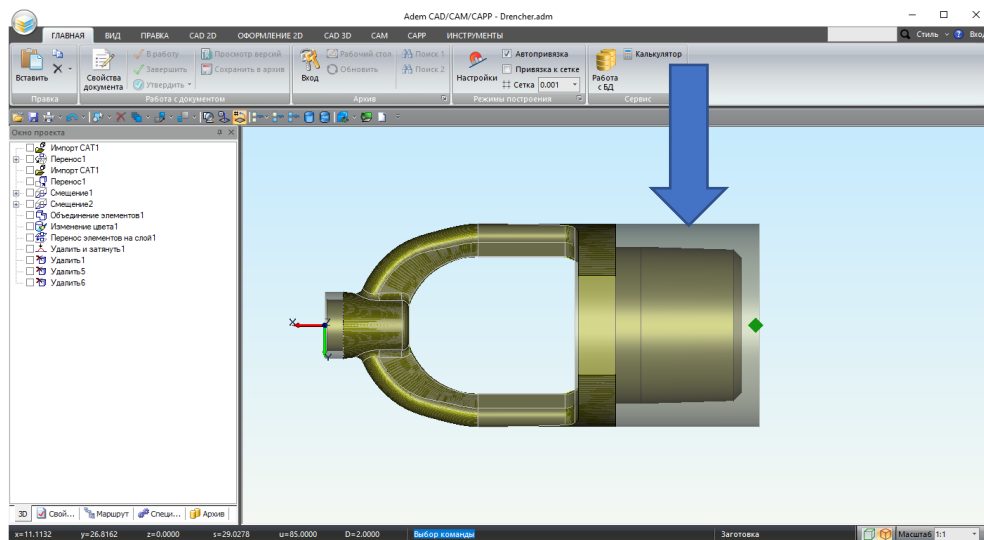 Adem CAD/CAM/CAPP - Drencher.adm
ГЛАВНАЯ ВИД ПРАВКА CAD 2D ОФОРМЛЕНИЕ 2D CAD 3D CAM CAPP ИНСТРУМЕНТЫ Стиль Вход
Вставить
Правка
Свойства документа
В работу
Завершить
Утвердить
Просмотр версий
Сохранить в архив
Работа с документом
Вход
Рабочий стол
Обновить
Поиск 1
Поиск 2
Архив
Настройки
Автопривязка
Привязка к сетке
Сетка 0.001
Режимы построения
Работа с БД
Калькулятор
Сервис
Окно проекта
Импорт CAT1
Перенос1
Импорт CAT1
Перенос1
Смещение1
Смещение2
Объединение элементов1
Изменение цвета1
Перенос элементов на слой1
Удалить и затянуть1
Удалить1
Удалить5
Удалить6
X
Z
Y
3D Свой... Маршрут Специ... Архив
x=11.1132 y=26.8162 z=0.0000 s=29.0278 u=85.0000 D=2.0000 Выбор команды Заготовка Масштаб 1:1